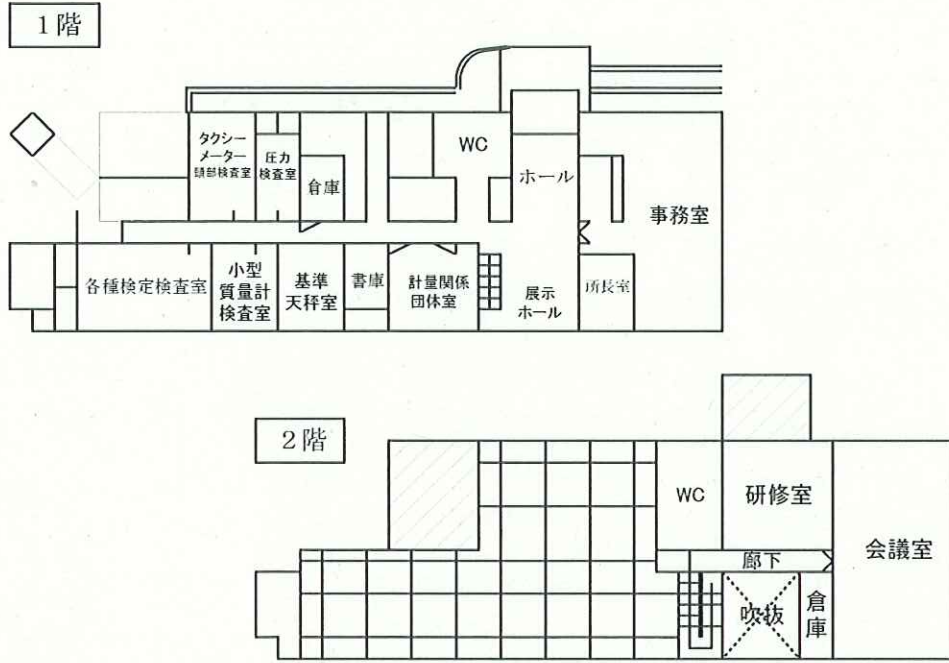 1階
タクシー
メーター
頭部検査室
圧力
検査室
倉庫
WC
ホール
事務室
各種検定検査室
小型
質量計
検査室
基準
天秤室
書庫
計量関係
団体室
展示
ホール
所長室
2階
WC
研修室
会議室
廊下
吹抜
倉
庫